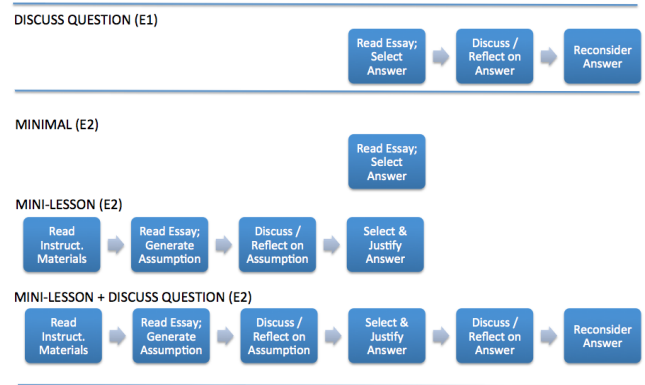 DISCUSS QUESTION (E1)
Read Essay;
Select
Answer
Discuss /
Reflect on
Answer
Reconsider
Answer
MINIMAL (E2)
Read Essay;
Select
Answer
MINI-LESSON (E2)
Read
Instruct.
Materials
Read Essay;
Generate
Assumption
Discuss /
Reflect on
Assumption
Select &
Justify
Answer
MINI-LESSON + DISCUSS QUESTION (E2)
Read
Instruct.
Materials
Read Essay;
Generate
Assumption
Discuss /
Reflect on
Assumption
Select &
Justify
Answer
Discuss /
Reflect on
Answer
Reconsider
Answer